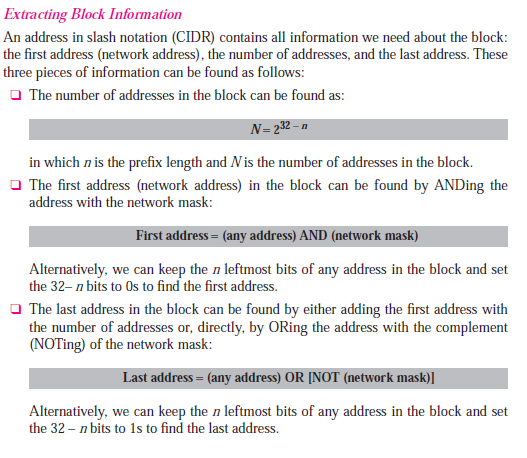 Extracting Block Information
An address in slash notation (CIDR) contains all information we need about the block:
the first address (network address), the number of addresses, and the last address. These
three pieces of information can be found as follows:
❑ The number of addresses in the block can be found as:
N = 2^32 – n
in which n is the prefix length and N is the number of addresses in the block.
❑ The first address (network address) in the block can be found by ANDing the
address with the network mask:
First address = (any address) AND (network mask)
Alternatively, we can keep the n leftmost bits of any address in the block and set
the 32– n bits to 0s to find the first address.
❑ The last address in the block can be found by either adding the first address with
the number of addresses or, directly, by ORing the address with the complement
(NOTing) of the network mask:
Last address = (any address) OR [NOT (network mask)]
Alternatively, we can keep the n leftmost bits of any address in the block and set
the 32 – n bits to 1s to find the last address.